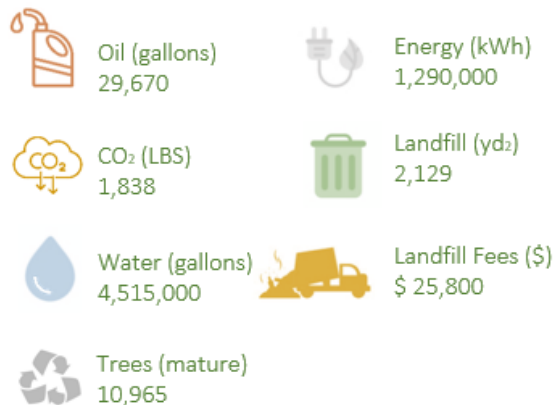 Oil (gallons)
29,670
Energy (kWh)
1,290,000
CO₂
CO₂ (LBS)
1,838
Landfill (yd₂)
2,129
Water (gallons)
4,515,000
Landfill Fees ($)
$ 25,800
Trees (mature)
10,965